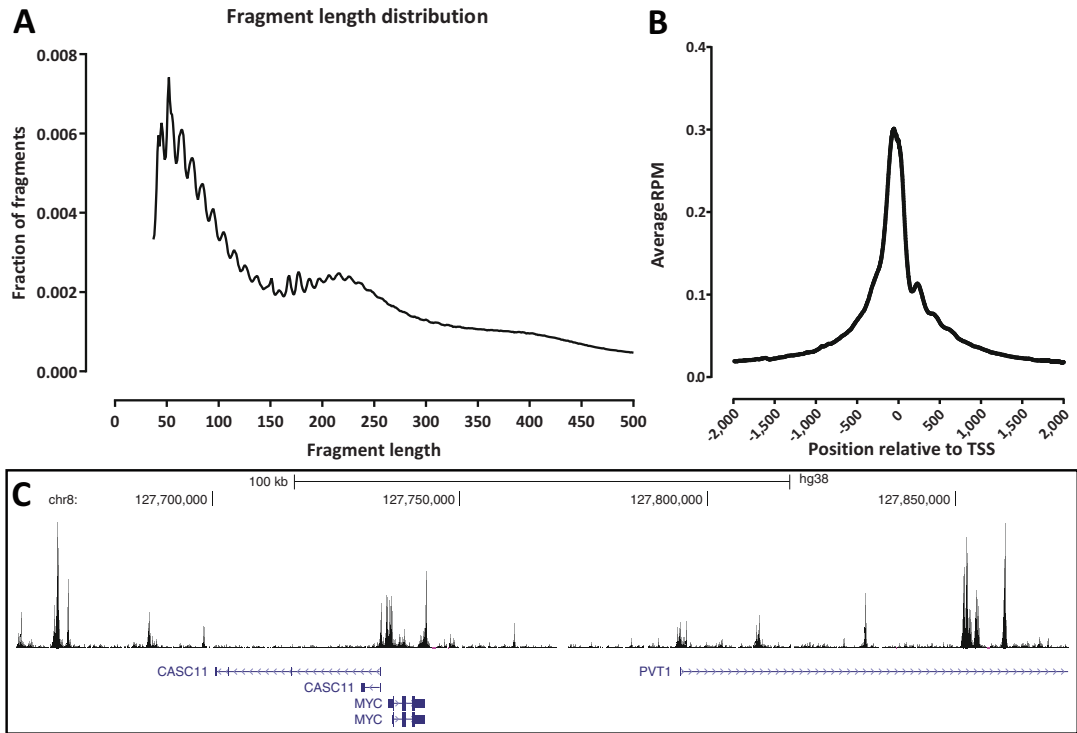 A
Fragment length distribution
0.008
0.006
0.004
0.002
0.000
Fraction of fragments
0 50 100 150 200 250 300 350 400 450 500
Fragment length
B
0.4
0.3
0.2
0.1
0.0
AverageRPM
-2,000 -1,500 -1,000 -500 0 500 1,000 1,500 2,000
Position relative to TSS
C
100 kb hg38
chr8: 127,700,000 127,750,000 127,800,000 127,850,000
CASC11 PVT1
CASC11
MYC
MYC